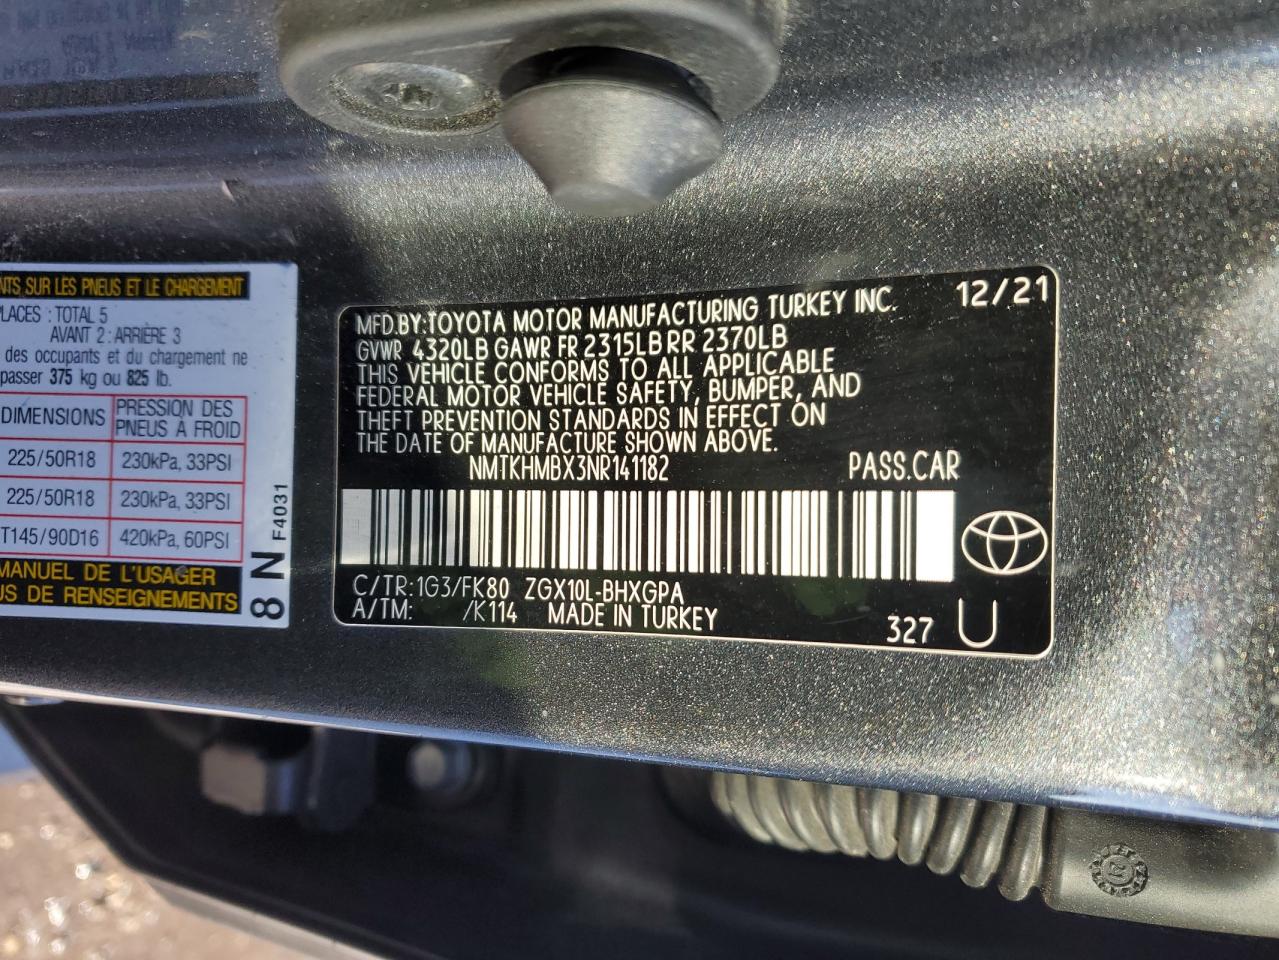 NTS SUR LES PNEUS ET LE CHARGEMENT
LACES : TOTAL 5
AVANT 2 : ARRIÈRE 3
des occupants et du chargement ne
passer 375 kg ou 825 lb.
DIMENSIONS PRESSION DES PNEUS À FROID
225/50R18 230kPa, 33PSI
225/50R18 230kPa, 33PSI
T145/90D16 420kPa, 60PSI
MANUEL DE L'USAGER
US DE RENSEIGNEMENTS
8 N F4031
12/21
MFD.BY:TOYOTA MOTOR MANUFACTURING TURKEY INC.
GVWR 4320LB GAWR FR 2315LB RR 2370LB
THIS VEHICLE CONFORMS TO ALL APPLICABLE
FEDERAL MOTOR VEHICLE SAFETY, BUMPER, AND
THEFT PREVENTION STANDARDS IN EFFECT ON
THE DATE OF MANUFACTURE SHOWN ABOVE.
NMTKHMBX3NR141182 PASS.CAR
C/TR:1G3/FK80 ZGX10L-BHXGPA
A/TM: /K114 MADE IN TURKEY
327 U